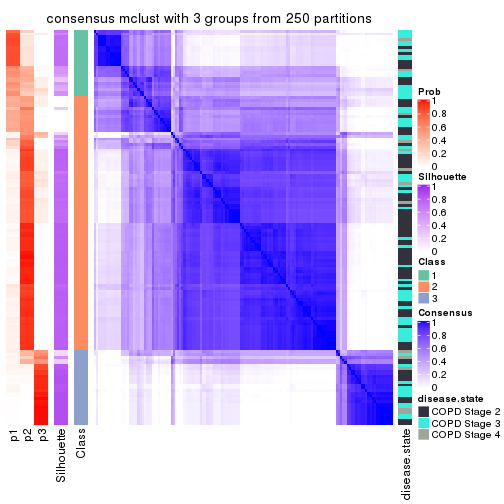 consensus mclust with 3 groups from 250 partitions
Prob
1
0.8
0.6
0.4
0.2
0
Silhouette
1
0.8
0.6
0.4
0.2
0
Class
1
2
3
Consensus
1
0.8
0.6
0.4
0.2
0
disease.state
COPD Stage 2
COPD Stage 3
COPD Stage 4
p1
p2
p3
Silhouette
Class
disease.state